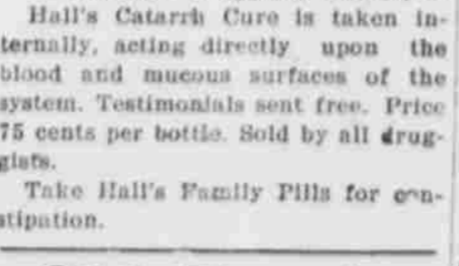 Hall's Catarrh Cure is taken in-
ternally, acting directly upon the
blood and mucous surfaces of the
system. Testimonials sent free. Price
75 cents per bottle. Sold by all drug-
gists.
Take Hall's Family Pills for con-
stipation.